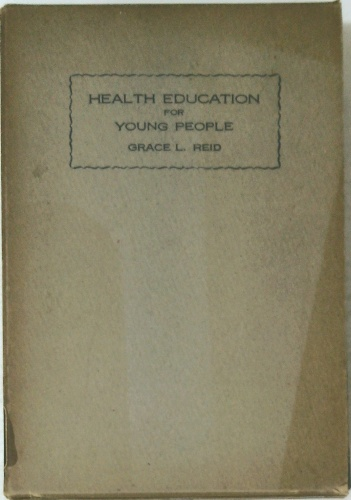 HEALTH EDUCATION
FOR
YOUNG PEOPLE
GRACE L. REID